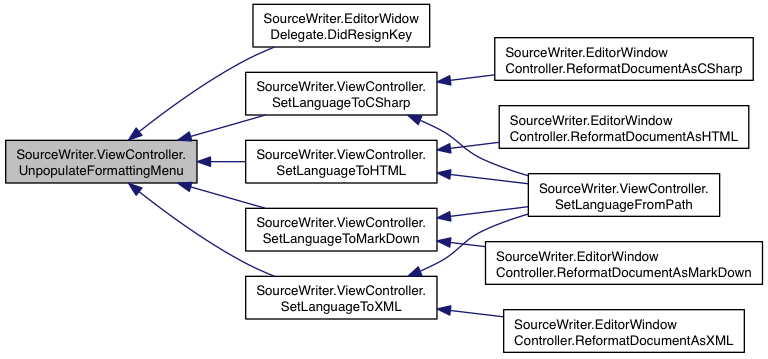 SourceWriter.EditorWidow
Delegate.DidResignKey
SourceWriter.EditorWindow
Controller.ReformatDocumentAsCSharp
SourceWriter.ViewController.
SetLanguageToCSharp
SourceWriter.EditorWindow
Controller.ReformatDocumentAsHTML
SourceWriter.ViewController.
UnpopulateFormattingMenu
SourceWriter.ViewController.
SetLanguageToHTML
SourceWriter.ViewController.
SetLanguageFromPath
SourceWriter.ViewController.
SetLanguageToMarkDown
SourceWriter.EditorWindow
Controller.ReformatDocumentAsMarkDown
SourceWriter.ViewController.
SetLanguageToXML
SourceWriter.EditorWindow
Controller.ReformatDocumentAsXML